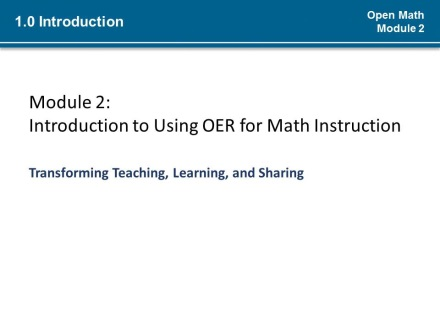 1.0 Introduction
Open Math
Module 2
Module 2:
Introduction to Using OER for Math Instruction
Transforming Teaching, Learning, and Sharing